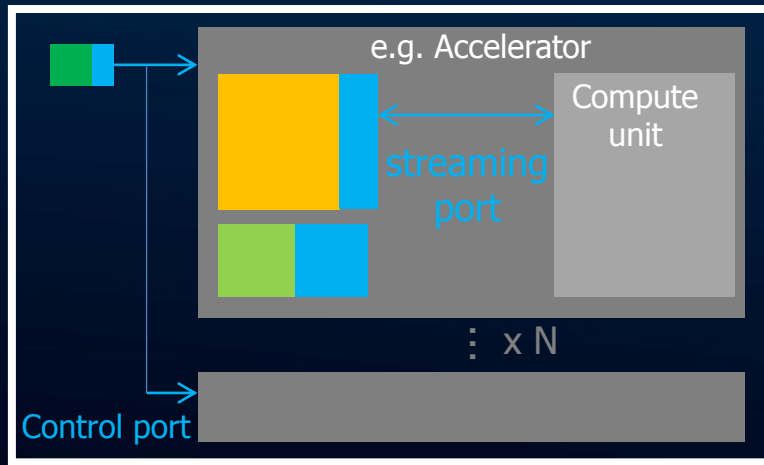 e.g. Accelerator
Compute
unit
streaming
port
⋮ x N
Control port